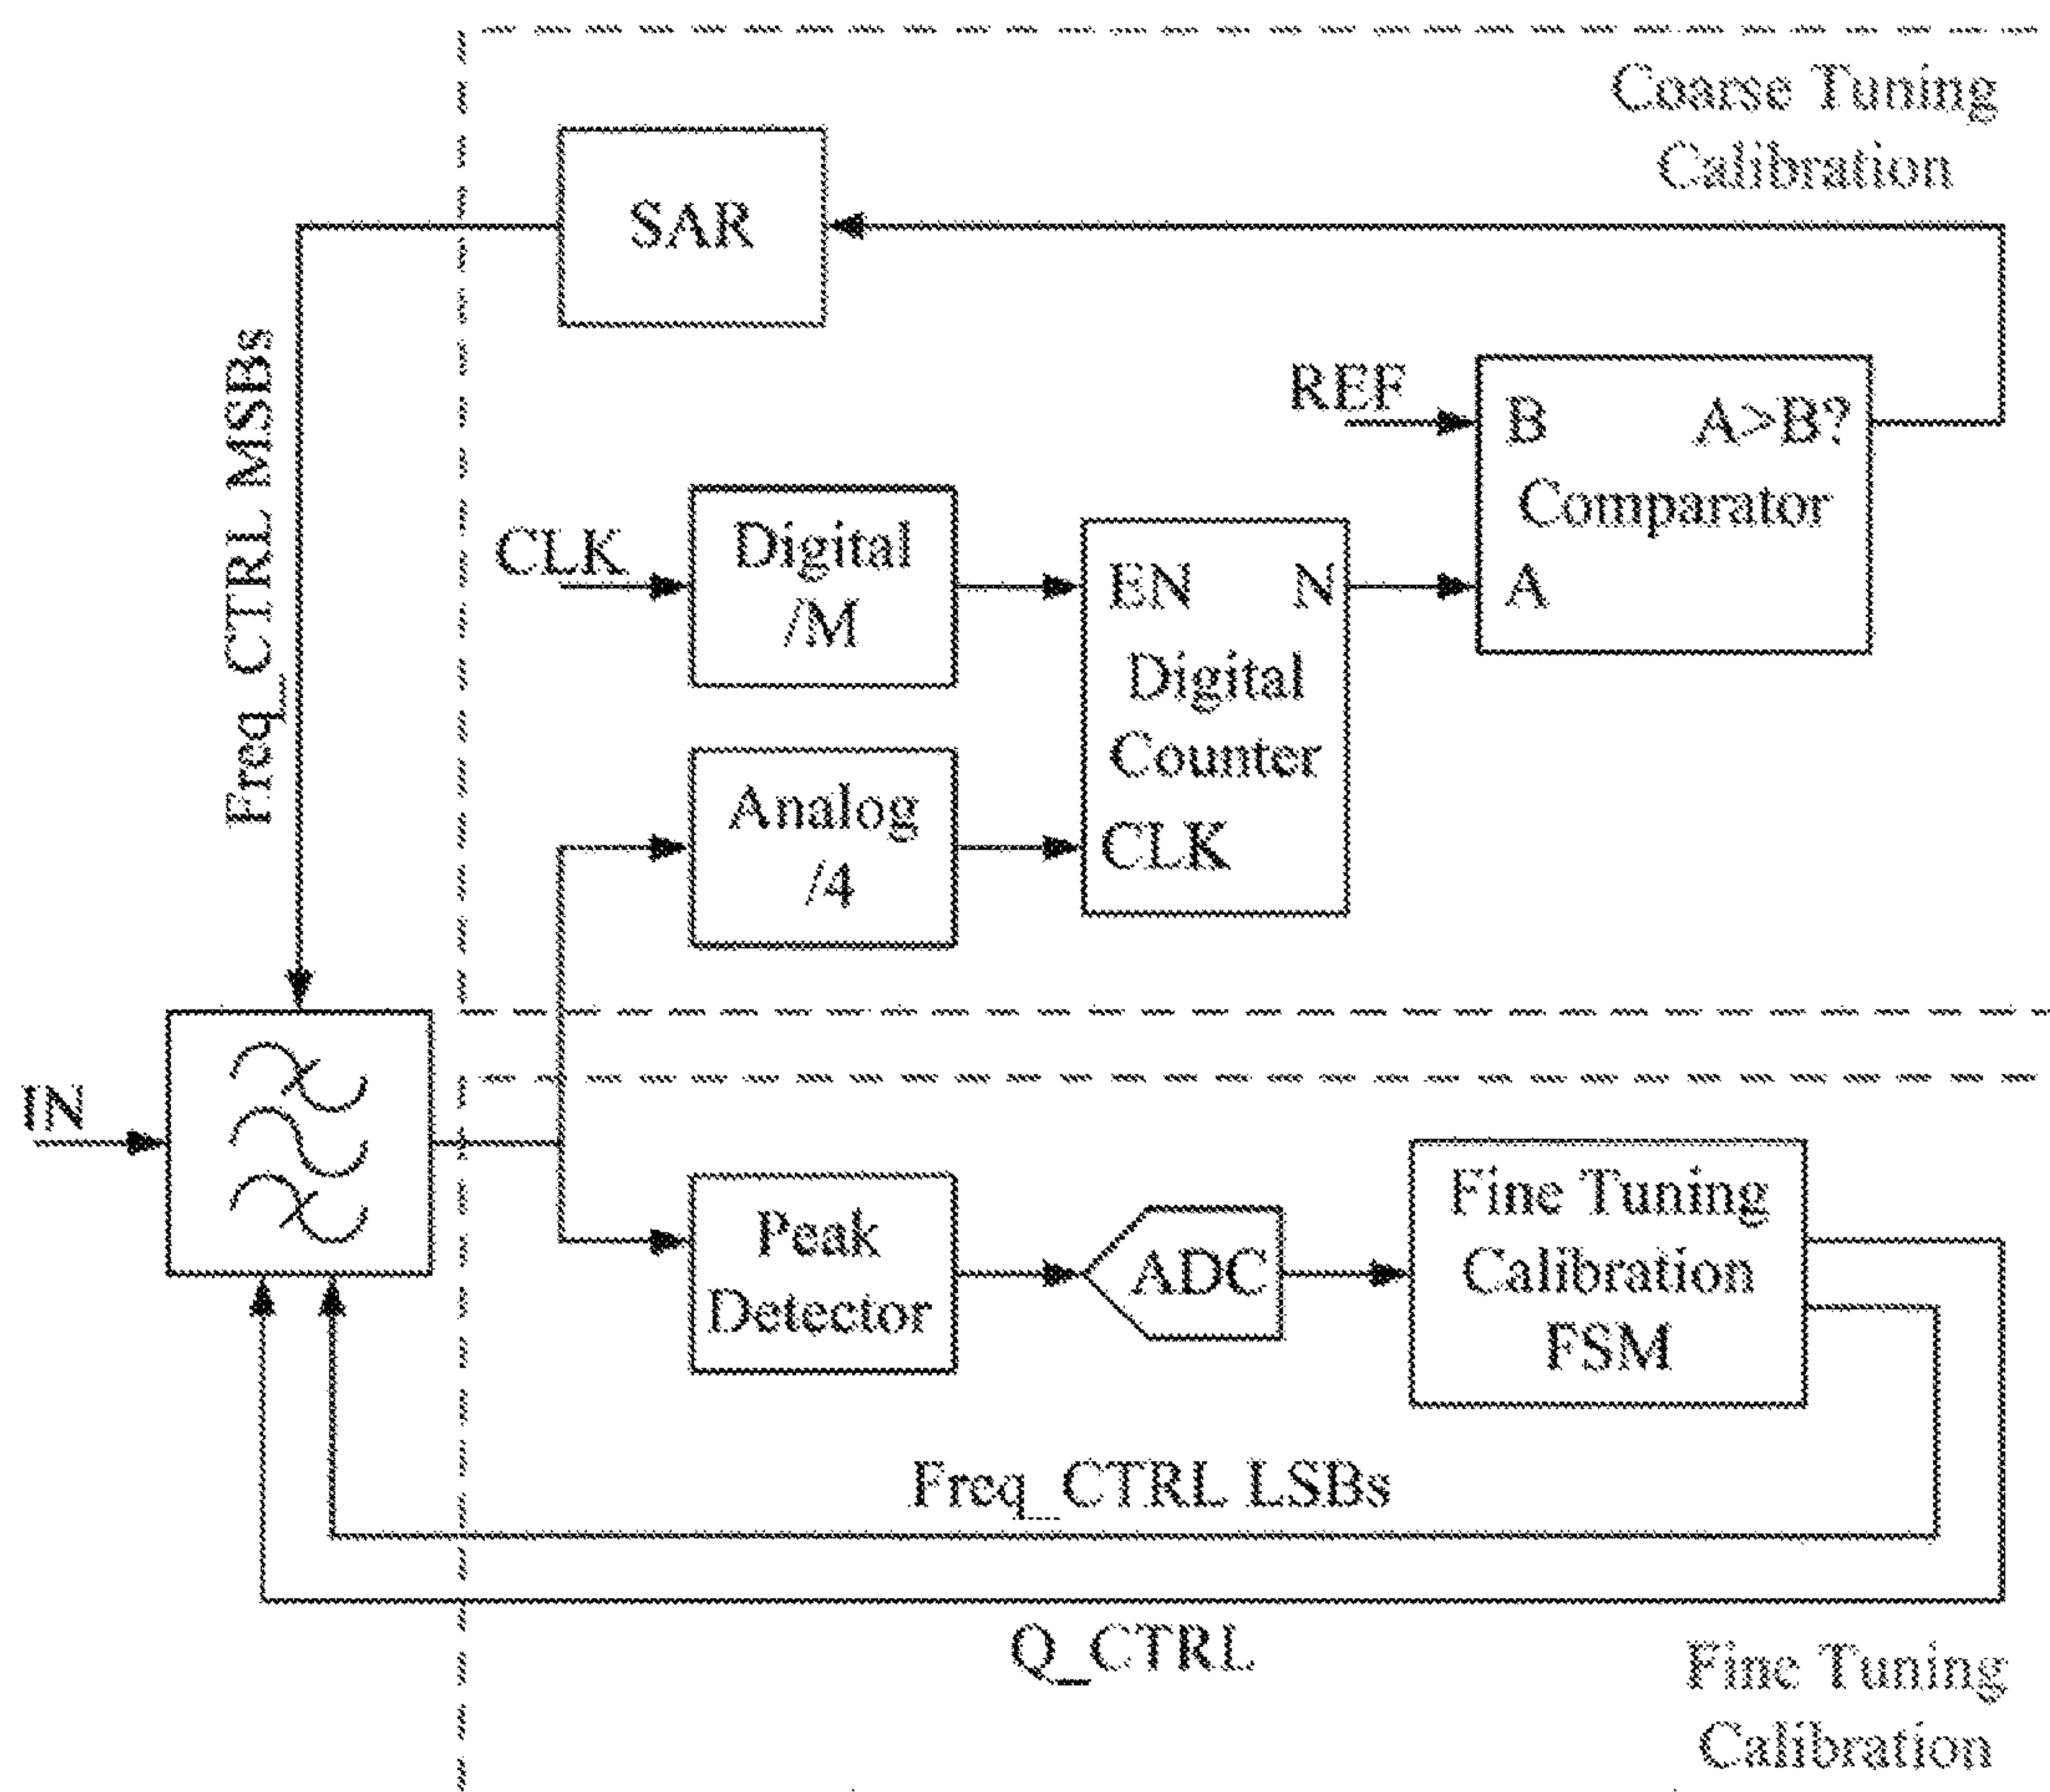 Coarse Tuning
Calibration
SAR
Freq_CTRL MSBs
REF
B A>B?
Comparator
A
CLK
Digital
/M
EN N
Digital
Counter
CLK
Analog
/4
IN
Peak
Detector
ADC
Fine Tuning
Calibration
FSM
Freq_CTRL LSBs
Q_CTRL
Fine Tuning
Calibration